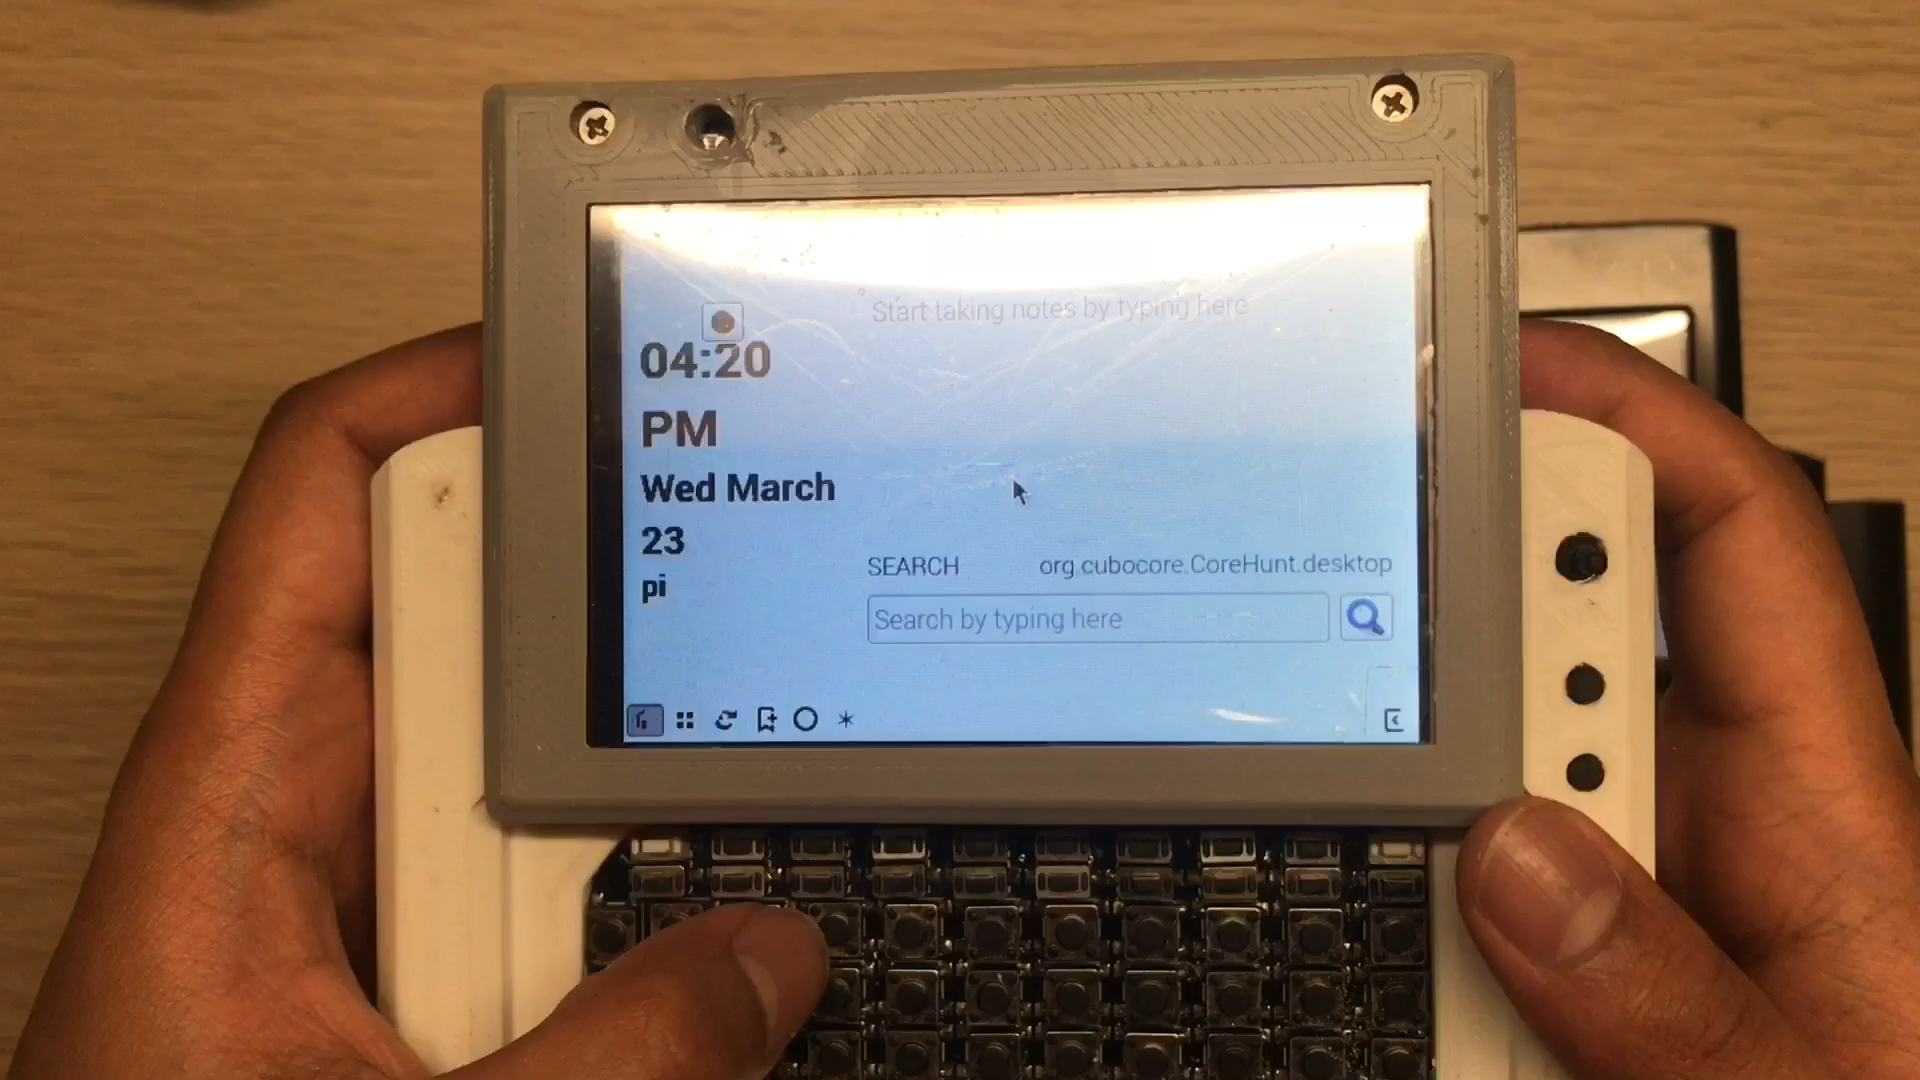 Start taking notes by typing here
04:20
PM
Wed March
23
pi
SEARCH org.cubocore.CoreHunt.desktop
Search by typing here